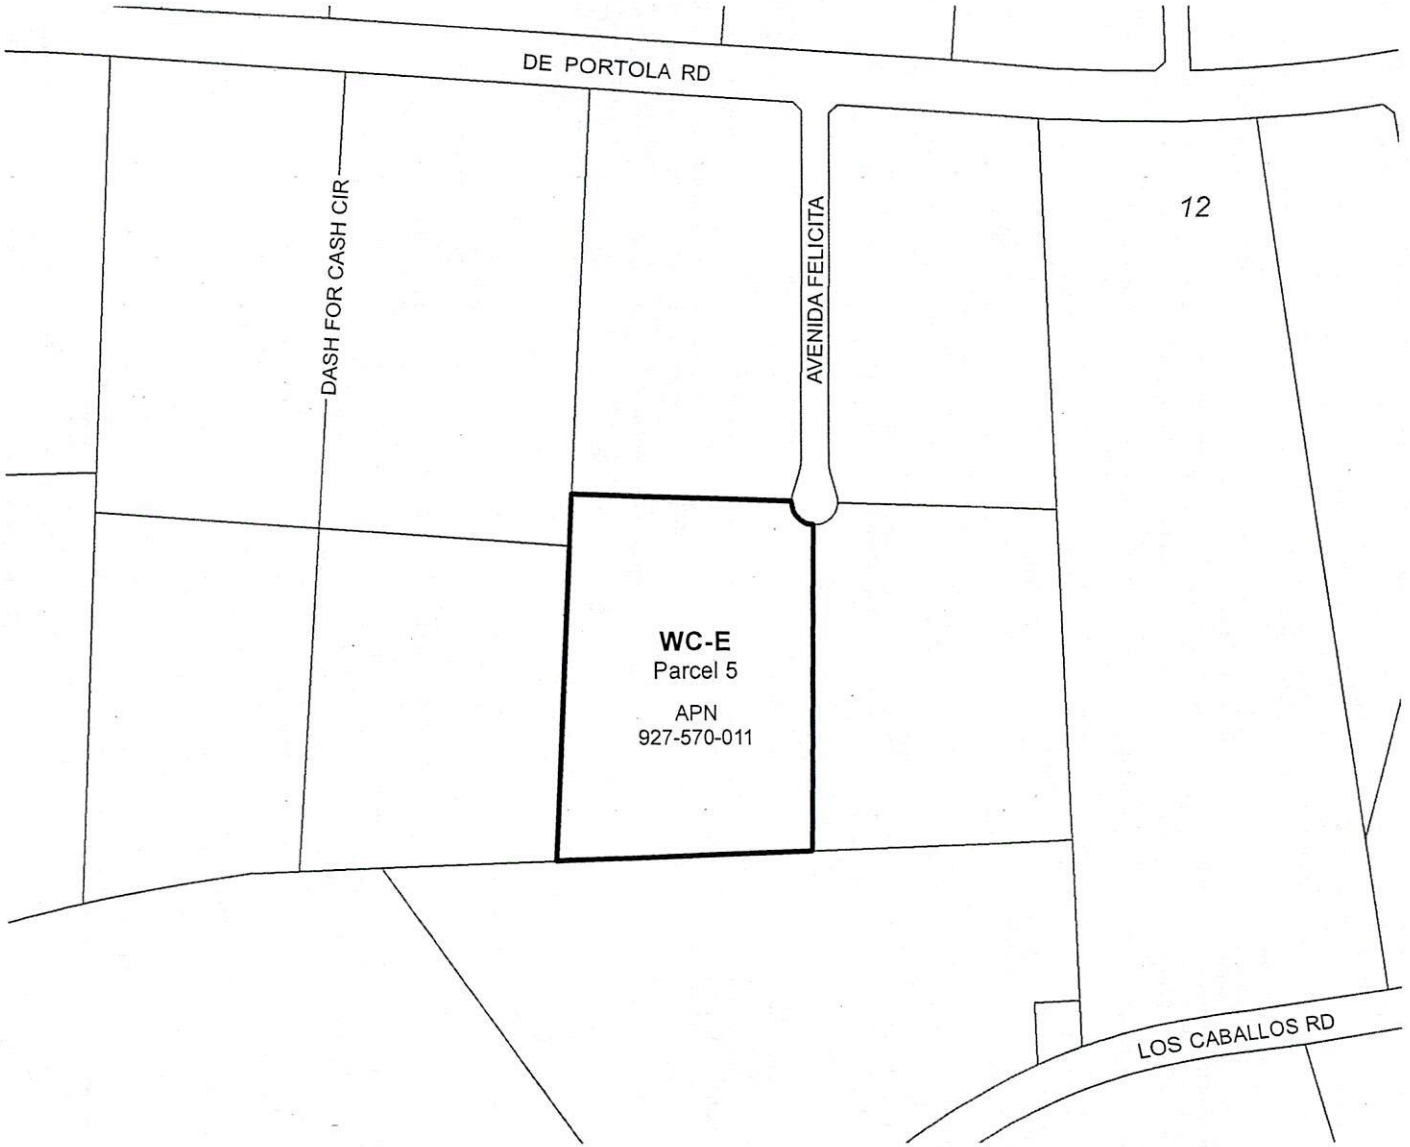 DE PORTOLA RD
DASH FOR CASH CIR
AVENIDA FELICITA
12
WC-E
Parcel 5
APN
927-570-011
LOS CABALLOS RD